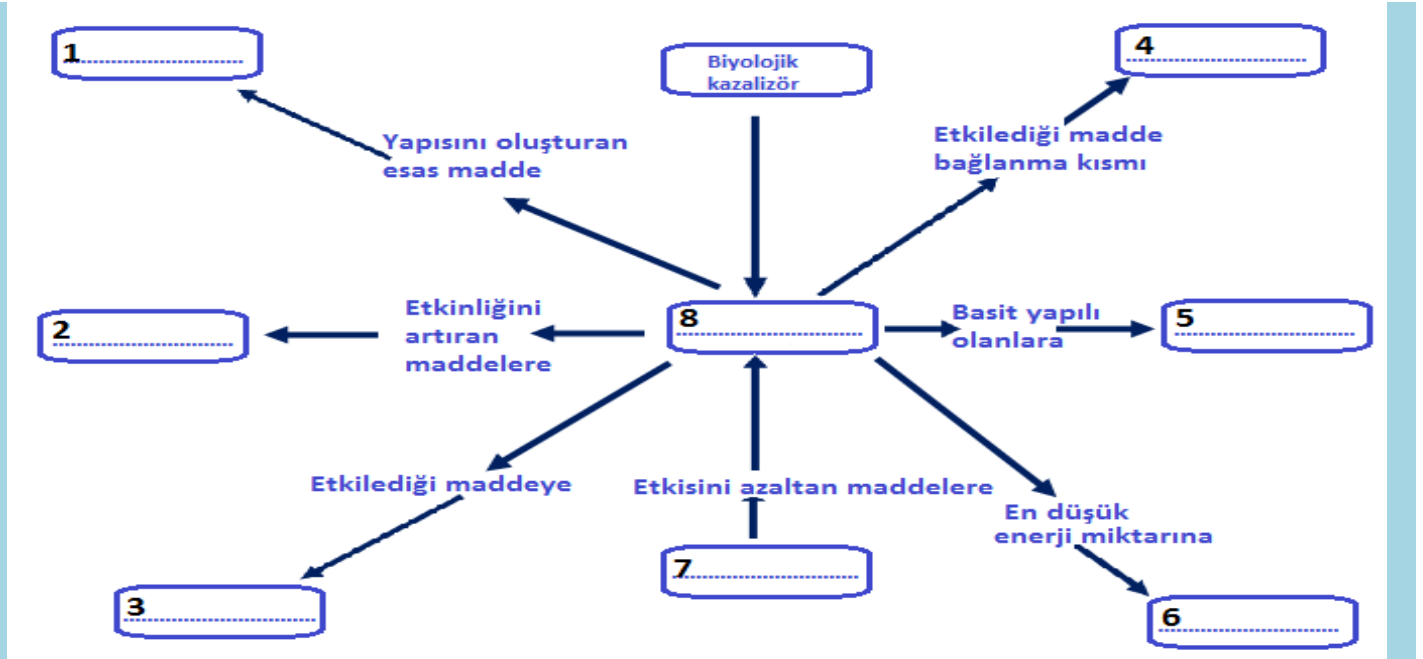 1
Biyolojik
kazalizör
4
Yapısını oluşturan
esas madde
Etkilediği madde
bağlanma kısmı
2
Etkinliğini
artıran
maddelere
8
Basit yapılı
olanlara
5
Etkilediği maddeye
Etkisini azaltan maddelere
En düşük
enerji miktarına
3
7
6